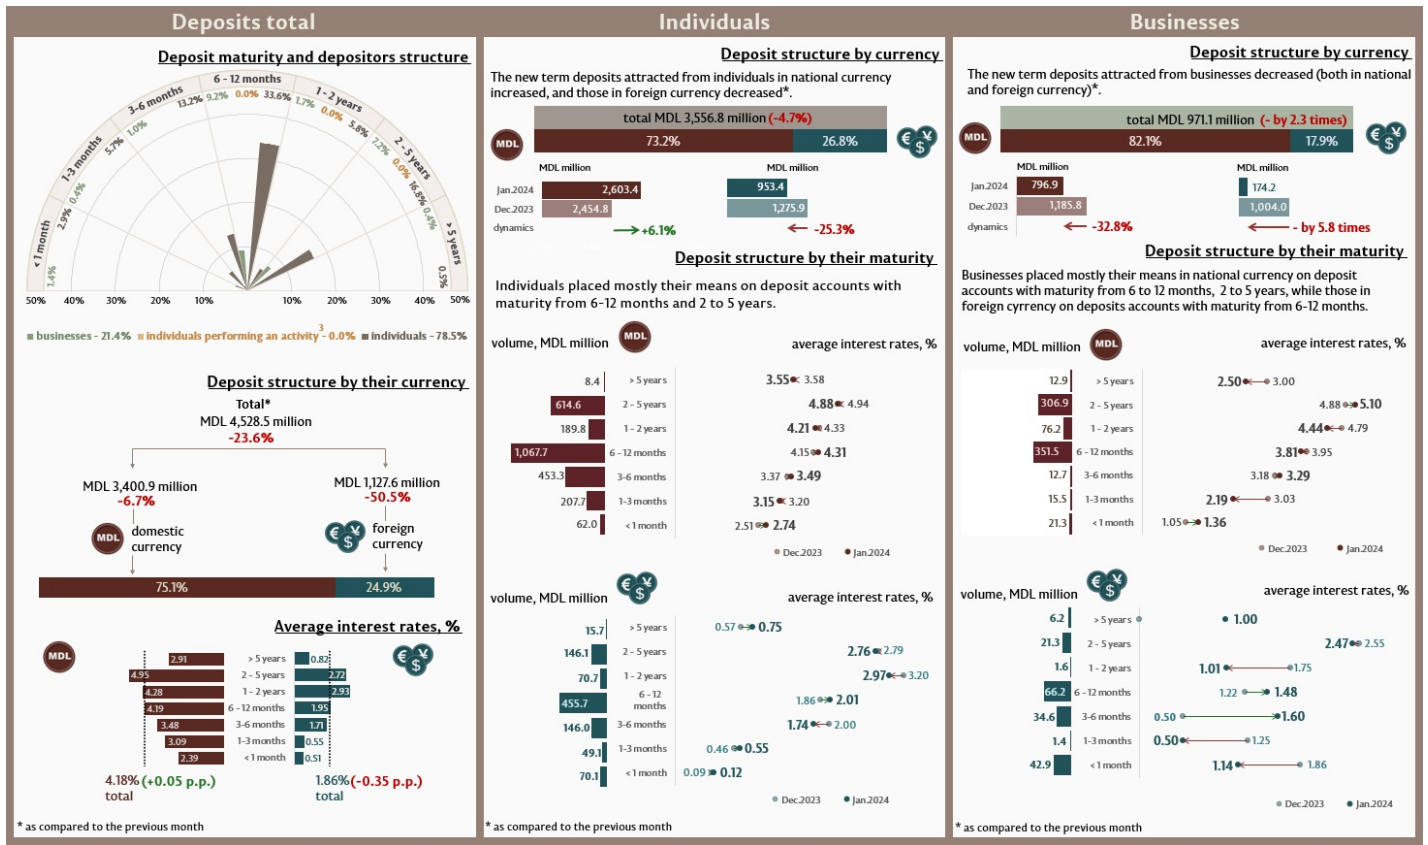 Deposits total
Deposit maturity and depositors structure
6 - 12 months
3-6 months
1 - 2 years
1-3 months
2 - 5 years
< 1 month
> 5 years
1.4%
2.9%
0.4%
5.7%
1.0%
13.2%
9.2%
0.0%
33.6%
1.7%
0.0%
5.8%
7.2%
0.0%
16.8%
0.4%
0.5%
50% 40% 30% 20% 10% 10% 20% 30% 40% 50%
businesses - 21.4% individuals performing an activity 3 - 0.0% individuals - 78.5%
Deposit structure by their currency
Total*
MDL 4,528.5 million
-23.6%
MDL 3,400.9 million
-6.7%
MDL 1,127.6 million
-50.5%
MDL domestic currency
€ ¥ $ foreign currency
75.1% 24.9%
Average interest rates, %
MDL € ¥ $
2.91 > 5 years 0.82
4.95 2 - 5 years 2.72
4.28 1 - 2 years 2.93
4.19 6 - 12 months 1.95
3.48 3-6 months 1.71
3.09 1-3 months 0.55
2.39 < 1 month 0.51
4.18% (+0.05 p.p.) 1.86% (-0.35 p.p.)
total total
* as compared to the previous month
Individuals
Deposit structure by currency
The new term deposits attracted from individuals in national currency
increased, and those in foreign currency decreased*.
total MDL 3,556.8 million (-4.7%)
MDL 73.2% 26.8% € ¥ $
MDL million MDL million
Jan.2024 2,603.4 953.4
Dec.2023 2,454.8 1,275.9
dynamics +6.1% -25.3%
Deposit structure by their maturity
Individuals placed mostly their means on deposit accounts with
maturity from 6-12 months and 2 to 5 years.
volume, MDL million MDL average interest rates, %
8.4 > 5 years 3.55 3.58
614.6 2 - 5 years 4.88 4.94
189.8 1 - 2 years 4.21 4.33
1,067.7 6 - 12 months 4.15 4.31
453.3 3-6 months 3.37 3.49
207.7 1-3 months 3.15 3.20
62.0 < 1 month 2.51 2.74
Dec.2023 Jan.2024
volume, MDL million € ¥ $ average interest rates, %
15.7 > 5 years 0.57 0.75
146.1 2 - 5 years 2.76 2.79
70.7 1 - 2 years 2.97 3.20
455.7 6 - 12 months 1.86 2.01
146.0 3-6 months 1.74 2.00
49.1 1-3 months 0.46 0.55
70.1 < 1 month 0.09 0.12
Dec.2023 Jan.2024
* as compared to the previous month
Businesses
Deposit structure by currency
The new term deposits attracted from businesses decreased (both in national
and foreign currency)*.
total MDL 971.1 million (- by 2.3 times)
MDL 82.1% 17.9% € ¥ $
MDL million MDL million
Jan.2024 796.9 174.2
Dec.2023 1,185.8 1,004.0
dynamics -32.8% - by 5.8 times
Deposit structure by their maturity
Businesses placed mostly their means in national currency on deposit
accounts with maturity from 6 to 12 months, 2 to 5 years, while those in
foreign cyrrency on deposits accounts with maturity from 6-12 months.
volume, MDL million MDL average interest rates, %
12.9 > 5 years 2.50 3.00
306.9 2 - 5 years 4.88 5.10
76.2 1 - 2 years 4.44 4.79
351.5 6 - 12 months 3.81 3.95
12.7 3-6 months 3.18 3.29
15.5 1-3 months 2.19 3.03
21.3 < 1 month 1.05 1.36
Dec.2023 Jan.2024
volume, MDL million € ¥ $ average interest rates, %
6.2 > 5 years 1.00
21.3 2 - 5 years 2.47 2.55
1.6 1 - 2 years 1.01 1.75
66.2 6 - 12 months 1.22 1.48
34.6 3-6 months 0.50 1.60
1.4 1-3 months 0.50 1.25
42.9 < 1 month 1.14 1.86
Dec.2023 Jan.2024
* as compared to the previous month